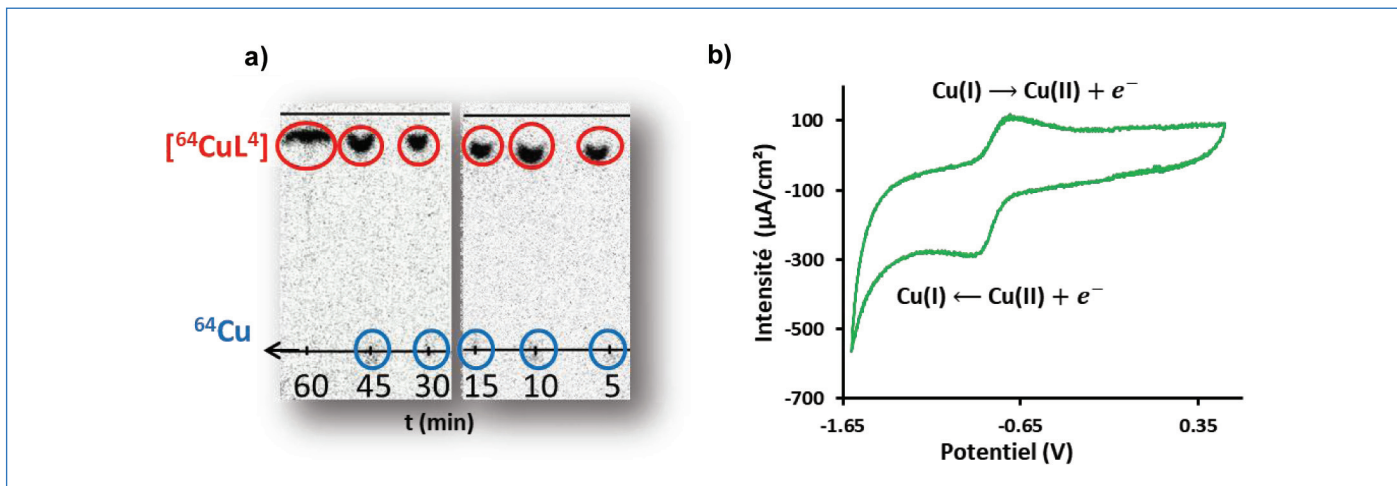 a)
[⁶⁴CuL⁴]
⁶⁴Cu
60 45 30 15 10 5
t (min)
b)
Cu(I) ⟶ Cu(II) + e⁻
Cu(I) ⟵ Cu(II) + e⁻
Intensité (µA/cm²)
100
-100
-300
-500
-700
-1.65 -0.65 0.35
Potentiel (V)